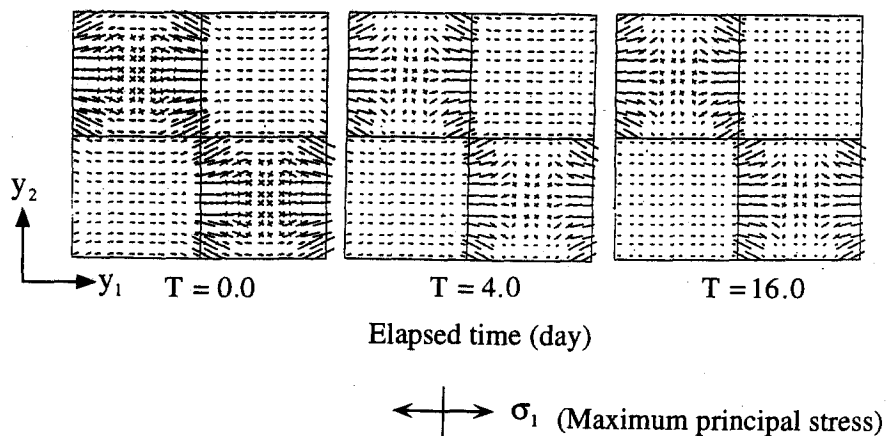 y₂
y₁
T = 0.0
T = 4.0
T = 16.0
Elapsed time (day)
σ₁ (Maximum principal stress)